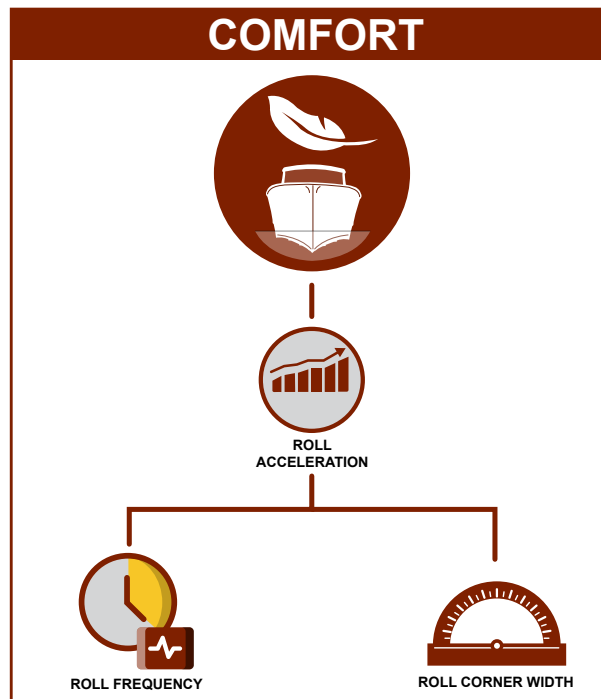 COMFORT
ROLL
ACCELERATION
ROLL FREQUENCY
ROLL CORNER WIDTH